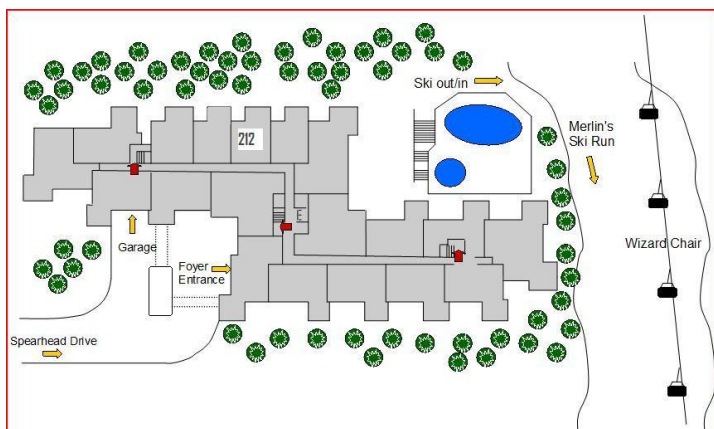 Ski out/in
Merlin's
Ski Run
212
E
Wizard Chair
Garage
Foyer
Entrance
Spearhead Drive